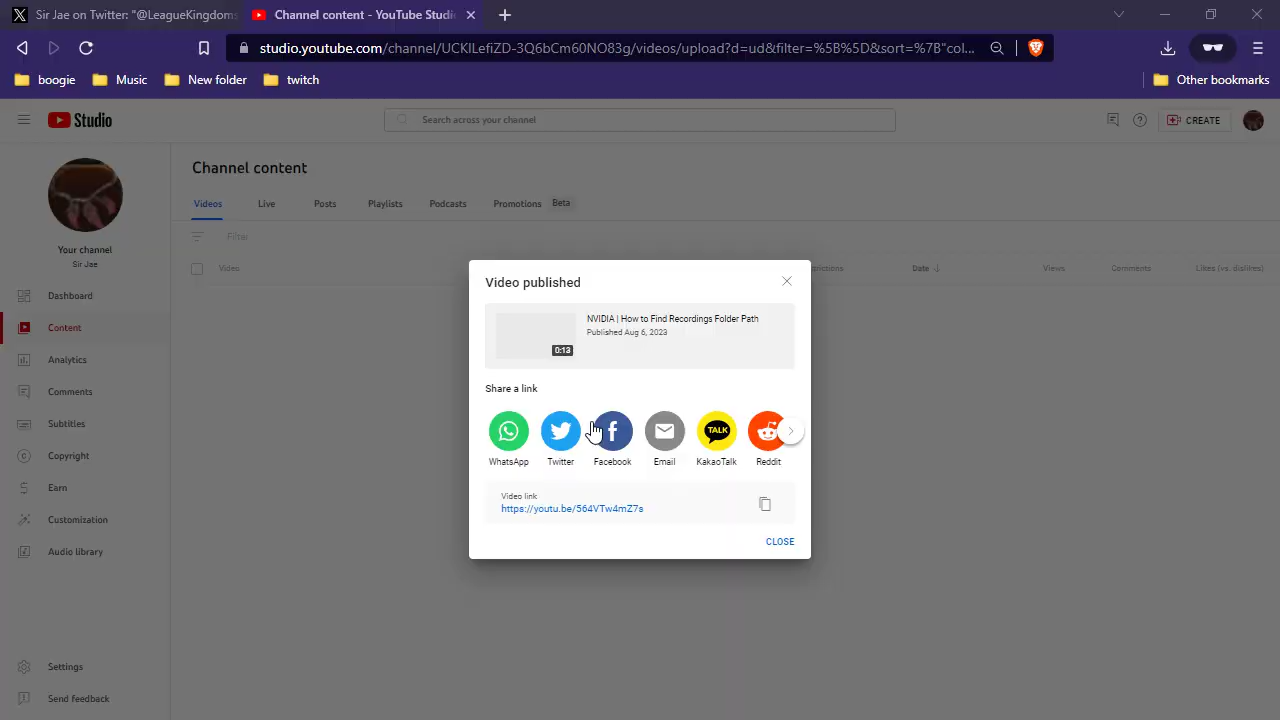 Sir Jae on Twitter: "@LeagueKingdoms
Channel content - YouTube Studio
studio.youtube.com/channel/UCKlLefiZD-3Q6bCm60NO83g/videos/upload?d=ud&filter=%5B%5D&sort=%7B"col...
boogie
Music
New folder
twitch
Other bookmarks
Studio
Search across your channel
CREATE
Channel content
Videos
Live
Posts
Playlists
Podcasts
Promotions
Beta
Your channel
Sir Jae
Filter
Video
Date
Views
Comments
Likes (vs. dislikes)
Dashboard
Content
Analytics
Comments
Subtitles
Copyright
Earn
Customization
Audio library
Settings
Send feedback
Video published
NVIDIA | How to Find Recordings Folder Path
Published Aug 6, 2023
0:13
Share a link
TALK
WhatsApp
Twitter
Facebook
Email
KakaoTalk
Reddit
Video link
https://youtu.be/564VTw4mZ7s
CLOSE